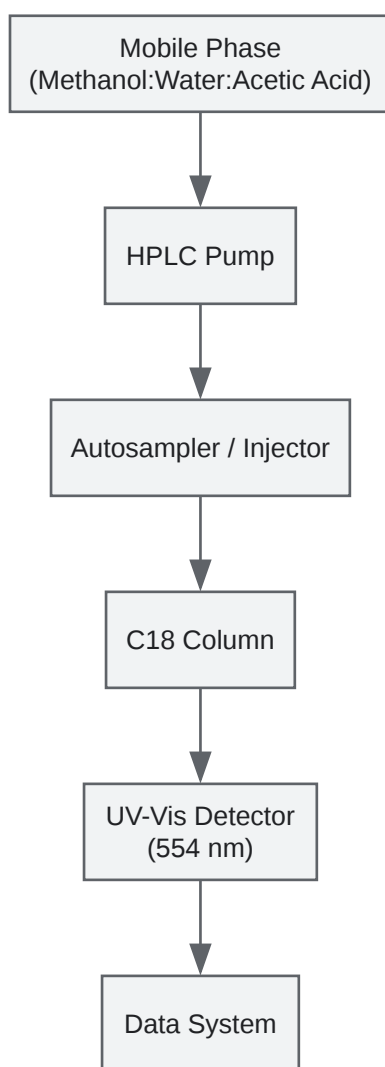 Mobile Phase
(Methanol:Water:Acetic Acid)
HPLC Pump
Autosampler / Injector
C18 Column
UV-Vis Detector
(554 nm)
Data System